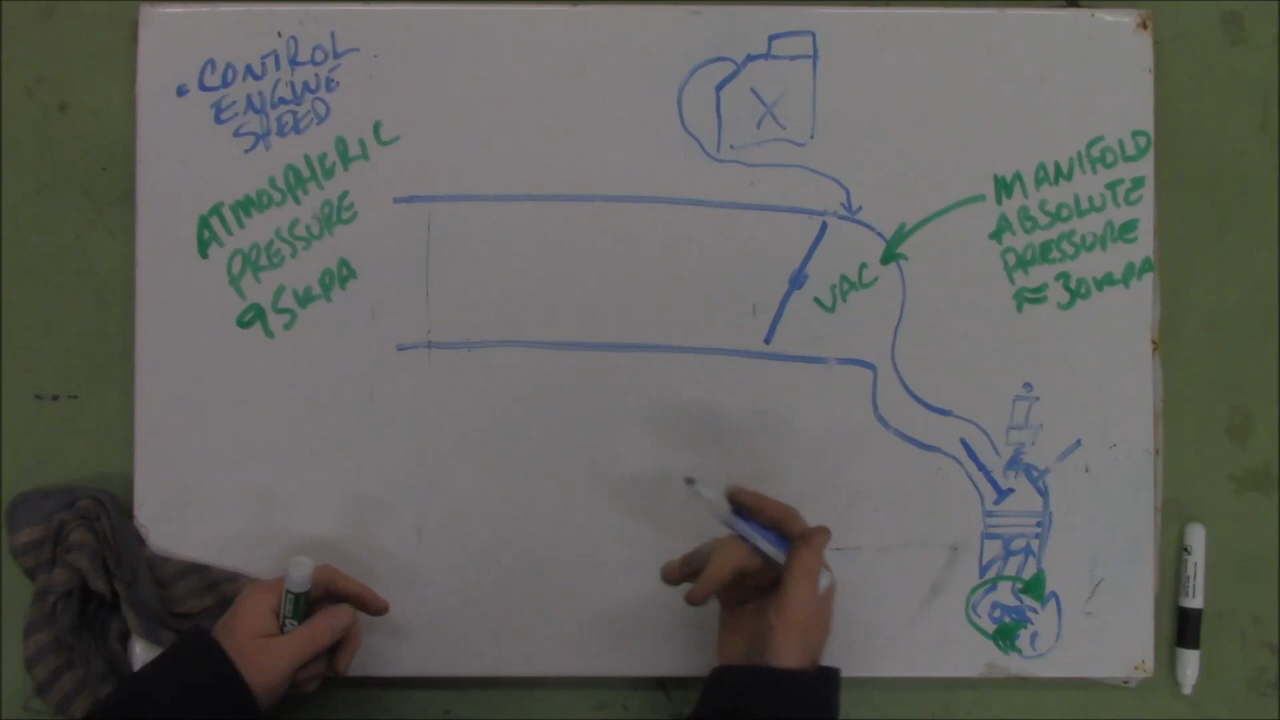 • CONTROL
ENGINE
SPEED
ATMOSPHERIC
PRESSURE
95KPA
X
VAC
MANIFOLD
ABSOLUTE
PRESSURE
≈ 30KPA